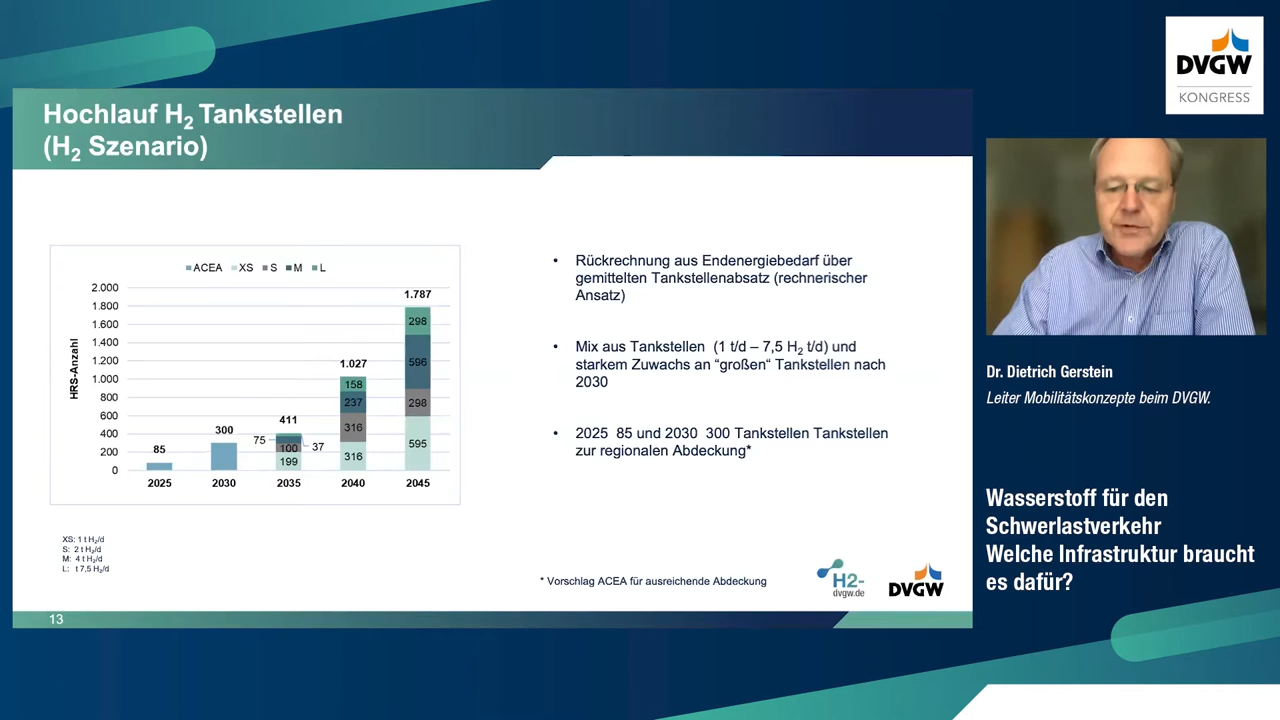 Hochlauf H₂ Tankstellen
(H₂ Szenario)
ACEA XS S M L
HRS-Anzahl
2.000
1.800
1.600
1.400
1.200
1.000
800
600
400
200
0
85
300
411
75
100
37
199
1.027
158
237
316
316
1.787
298
596
298
595
2025 2030 2035 2040 2045
XS: 1 t H₂/d
S: 2 t H₂/d
M: 4 t H₂/d
L: t 7,5 H₂/d
• Rückrechnung aus Endenergiebedarf über
gemittelten Tankstellenabsatz (rechnerischer
Ansatz)
• Mix aus Tankstellen (1 t/d – 7,5 H₂ t/d) und
starkem Zuwachs an “großen“ Tankstellen nach
2030
• 2025 85 und 2030 300 Tankstellen Tankstellen
zur regionalen Abdeckung*
* Vorschlag ACEA für ausreichende Abdeckung
H2-
dvgw.de
DVGW
13
DVGW
KONGRESS
Dr. Dietrich Gerstein
Leiter Mobilitätskonzepte beim DVGW.
Wasserstoff für den
Schwerlastverkehr
Welche Infrastruktur braucht
es dafür?